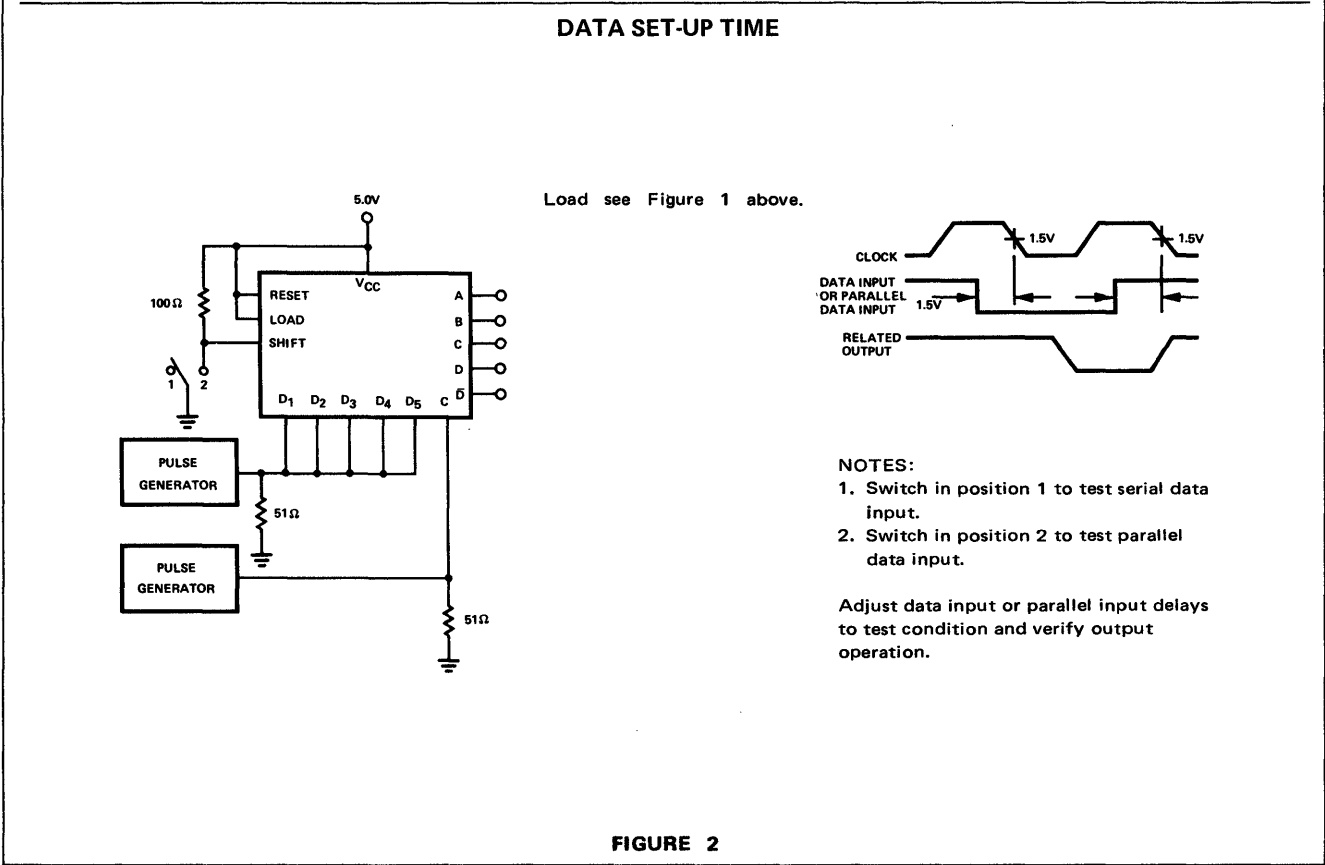 DATA SET-UP TIME
Load see Figure 1 above.
5.0V
VCC
100Ω
RESET
LOAD
SHIFT
1 2
A
B
C
D
D̅
D1 D2 D3 D4 D5 C
PULSE
GENERATOR
51Ω
PULSE
GENERATOR
51Ω
CLOCK
1.5V
1.5V
DATA INPUT
OR PARALLEL
DATA INPUT
1.5V
RELATED
OUTPUT
NOTES:
1. Switch in position 1 to test serial data
input.
2. Switch in position 2 to test parallel
data input.
Adjust data input or parallel input delays
to test condition and verify output
operation.
FIGURE 2